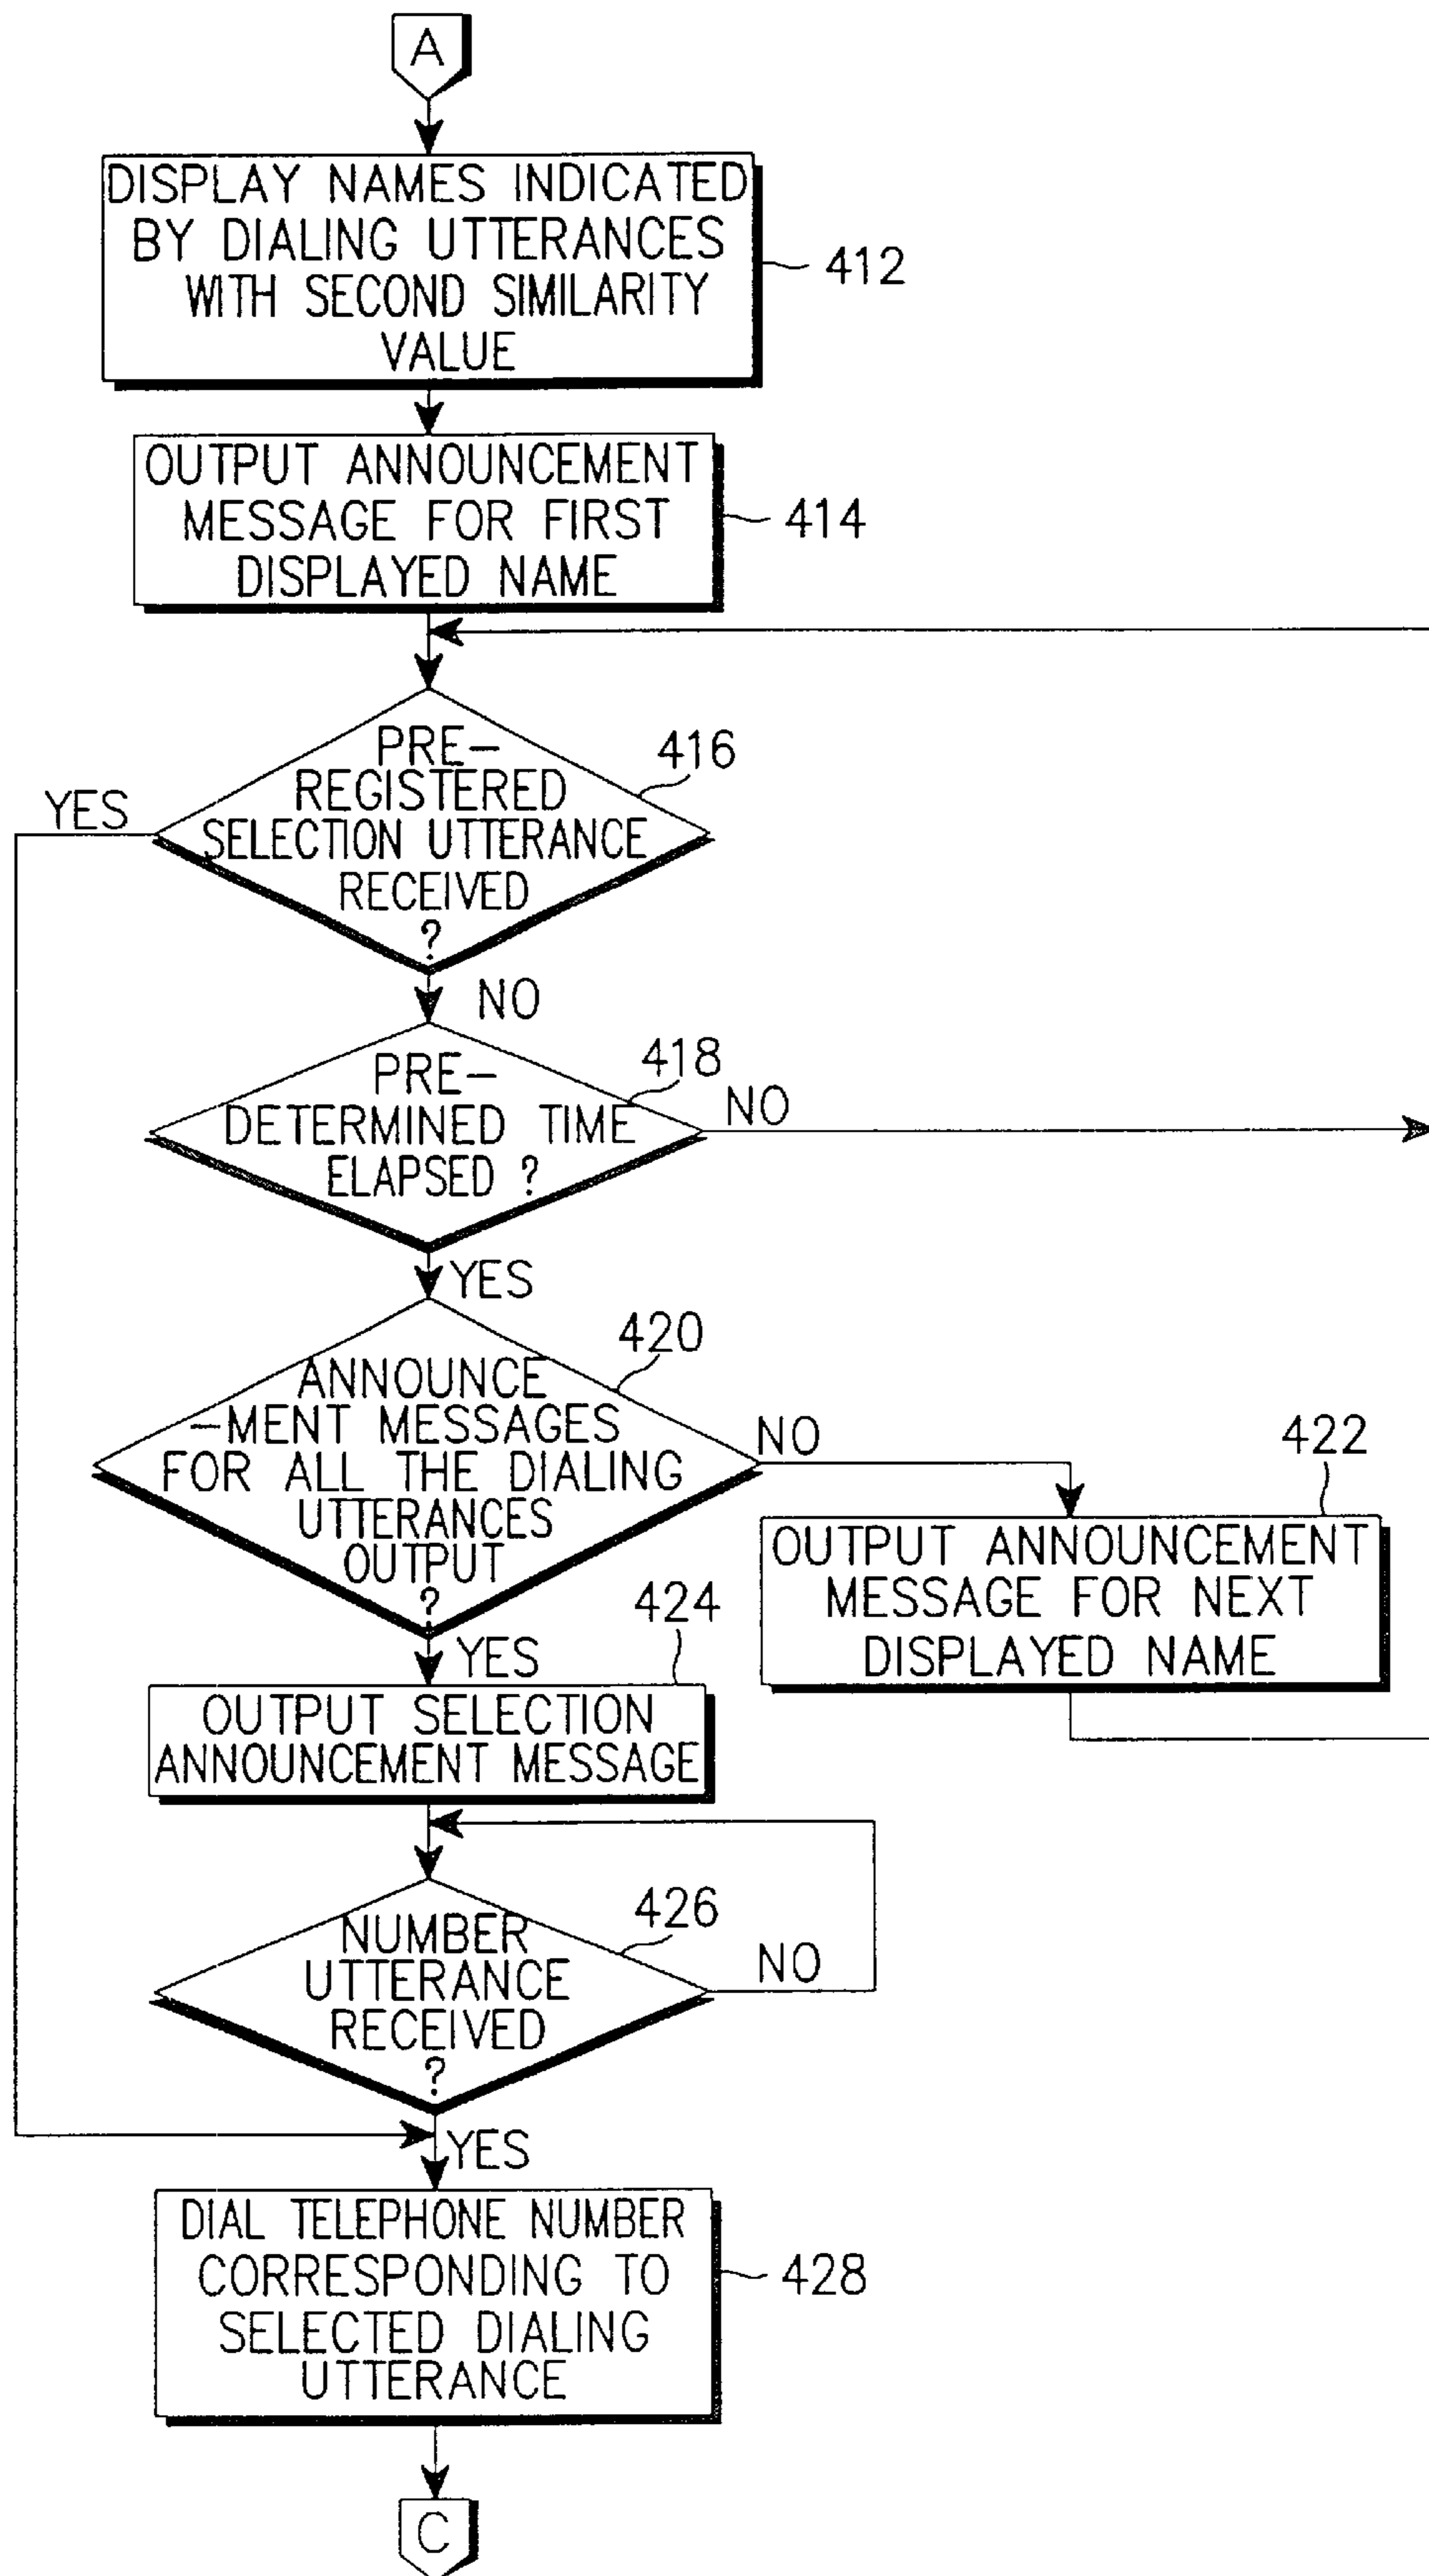 A
DISPLAY NAMES INDICATED
BY DIALING UTTERANCES
WITH SECOND SIMILARITY
VALUE
412
OUTPUT ANNOUNCEMENT
MESSAGE FOR FIRST
DISPLAYED NAME
414
PRE-
REGISTERED
SELECTION UTTERANCE
RECEIVED
?
416
YES
NO
PRE-
DETERMINED TIME
ELAPSED ?
418
NO
YES
ANNOUNCE
-MENT MESSAGES
FOR ALL THE DIALING
UTTERANCES
OUTPUT
?
420
NO
422
OUTPUT ANNOUNCEMENT
MESSAGE FOR NEXT
DISPLAYED NAME
YES
424
OUTPUT SELECTION
ANNOUNCEMENT MESSAGE
NUMBER
UTTERANCE
RECEIVED
?
426
NO
YES
DIAL TELEPHONE NUMBER
CORRESPONDING TO
SELECTED DIALING
UTTERANCE
428
C